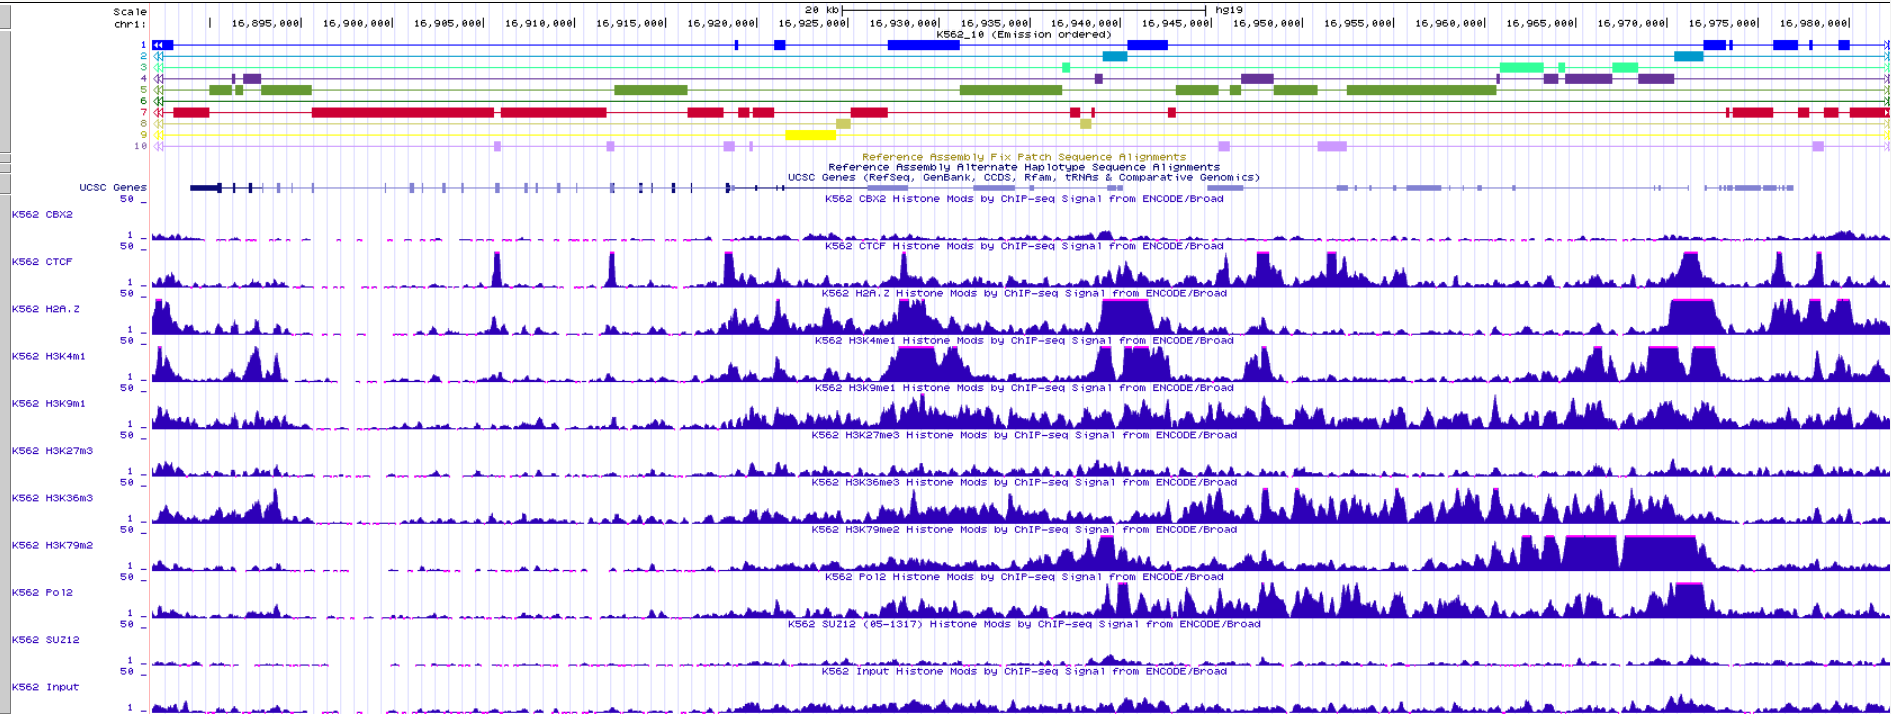 Scale 20 kb hg19
chr1: 16,895,000 16,900,000 16,905,000 16,910,000 16,915,000 16,920,000 16,925,000 16,930,000 16,935,000 16,940,000 16,945,000 16,950,000 16,955,000 16,960,000 16,965,000 16,970,000 16,975,000 16,980,000
K562_10 (Emission ordered)
1
2
3
4
5
6
7
8
9
10
Reference Assembly Fix Patch Sequence Alignments
Reference Assembly Alternate Haplotype Sequence Alignments
UCSC Genes (RefSeq, GenBank, CCDS, Rfam, tRNAs & Comparative Genomics)
UCSC Genes
K562 CBX2 Histone Mods by ChIP-seq Signal from ENCODE/Broad
50
K562 CBX2
1
K562 CTCF Histone Mods by ChIP-seq Signal from ENCODE/Broad
50
K562 CTCF
1
K562 H2A.Z Histone Mods by ChIP-seq Signal from ENCODE/Broad
50
K562 H2A.Z
1
K562 H3K4me1 Histone Mods by ChIP-seq Signal from ENCODE/Broad
50
K562 H3K4m1
1
K562 H3K9me1 Histone Mods by ChIP-seq Signal from ENCODE/Broad
50
K562 H3K9m1
1
K562 H3K27me3 Histone Mods by ChIP-seq Signal from ENCODE/Broad
50
K562 H3K27m3
1
K562 H3K36me3 Histone Mods by ChIP-seq Signal from ENCODE/Broad
50
K562 H3K36m3
1
K562 H3K79me2 Histone Mods by ChIP-seq Signal from ENCODE/Broad
50
K562 H3K79m2
1
K562 Pol2 Histone Mods by ChIP-seq Signal from ENCODE/Broad
50
K562 Pol2
1
K562 SUZ12 (05-1317) Histone Mods by ChIP-seq Signal from ENCODE/Broad
50
K562 SUZ12
1
K562 Input Histone Mods by ChIP-seq Signal from ENCODE/Broad
50
K562 Input
1